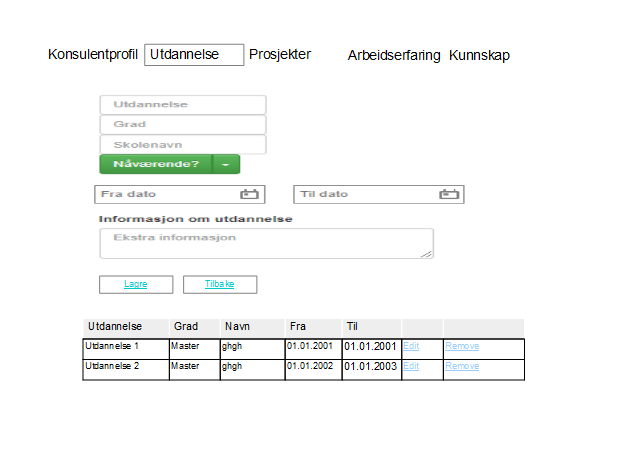 Konsulentprofil Utdannelse Prosjekter Arbeidserfaring Kunnskap
Utdannelse
Grad
Skolenavn
Nåværende?
Fra dato Til dato
Informasjon om utdannelse
Ekstra informasjon
Lagre Tilbake
Utdannelse Grad Navn Fra Til
Utdannelse 1 Master ghgh 01.01.2001 01.01.2001 Edit Remove
Utdannelse 2 Master ghgh 01.01.2002 01.01.2003 Edit Remove